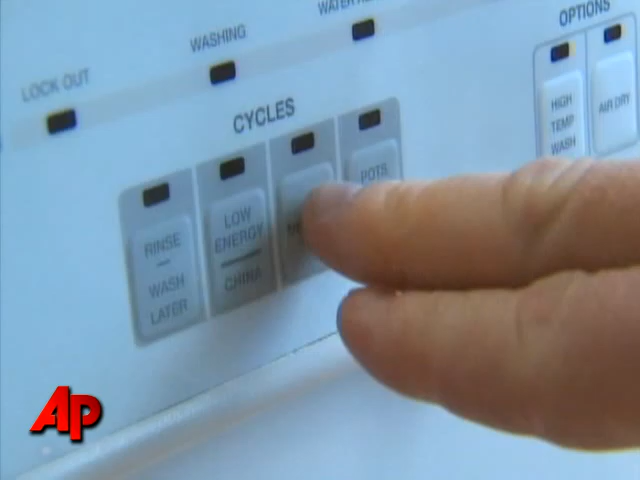 OPTIONS
WASHING
LOCK OUT
CYCLES
HIGH
TEMP
WASH
AIR DRY
POTS
LOW
ENERGY
CHINA
RINSE
WASH
LATER
AP